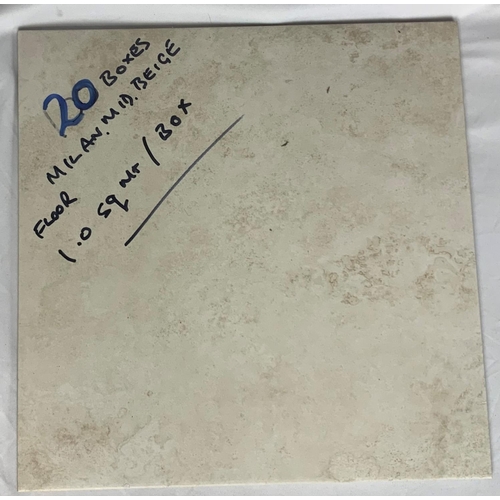 20 BOXES
MILAN. MID. BEIGE
FLOOR
1.0 SQ MT / BOX